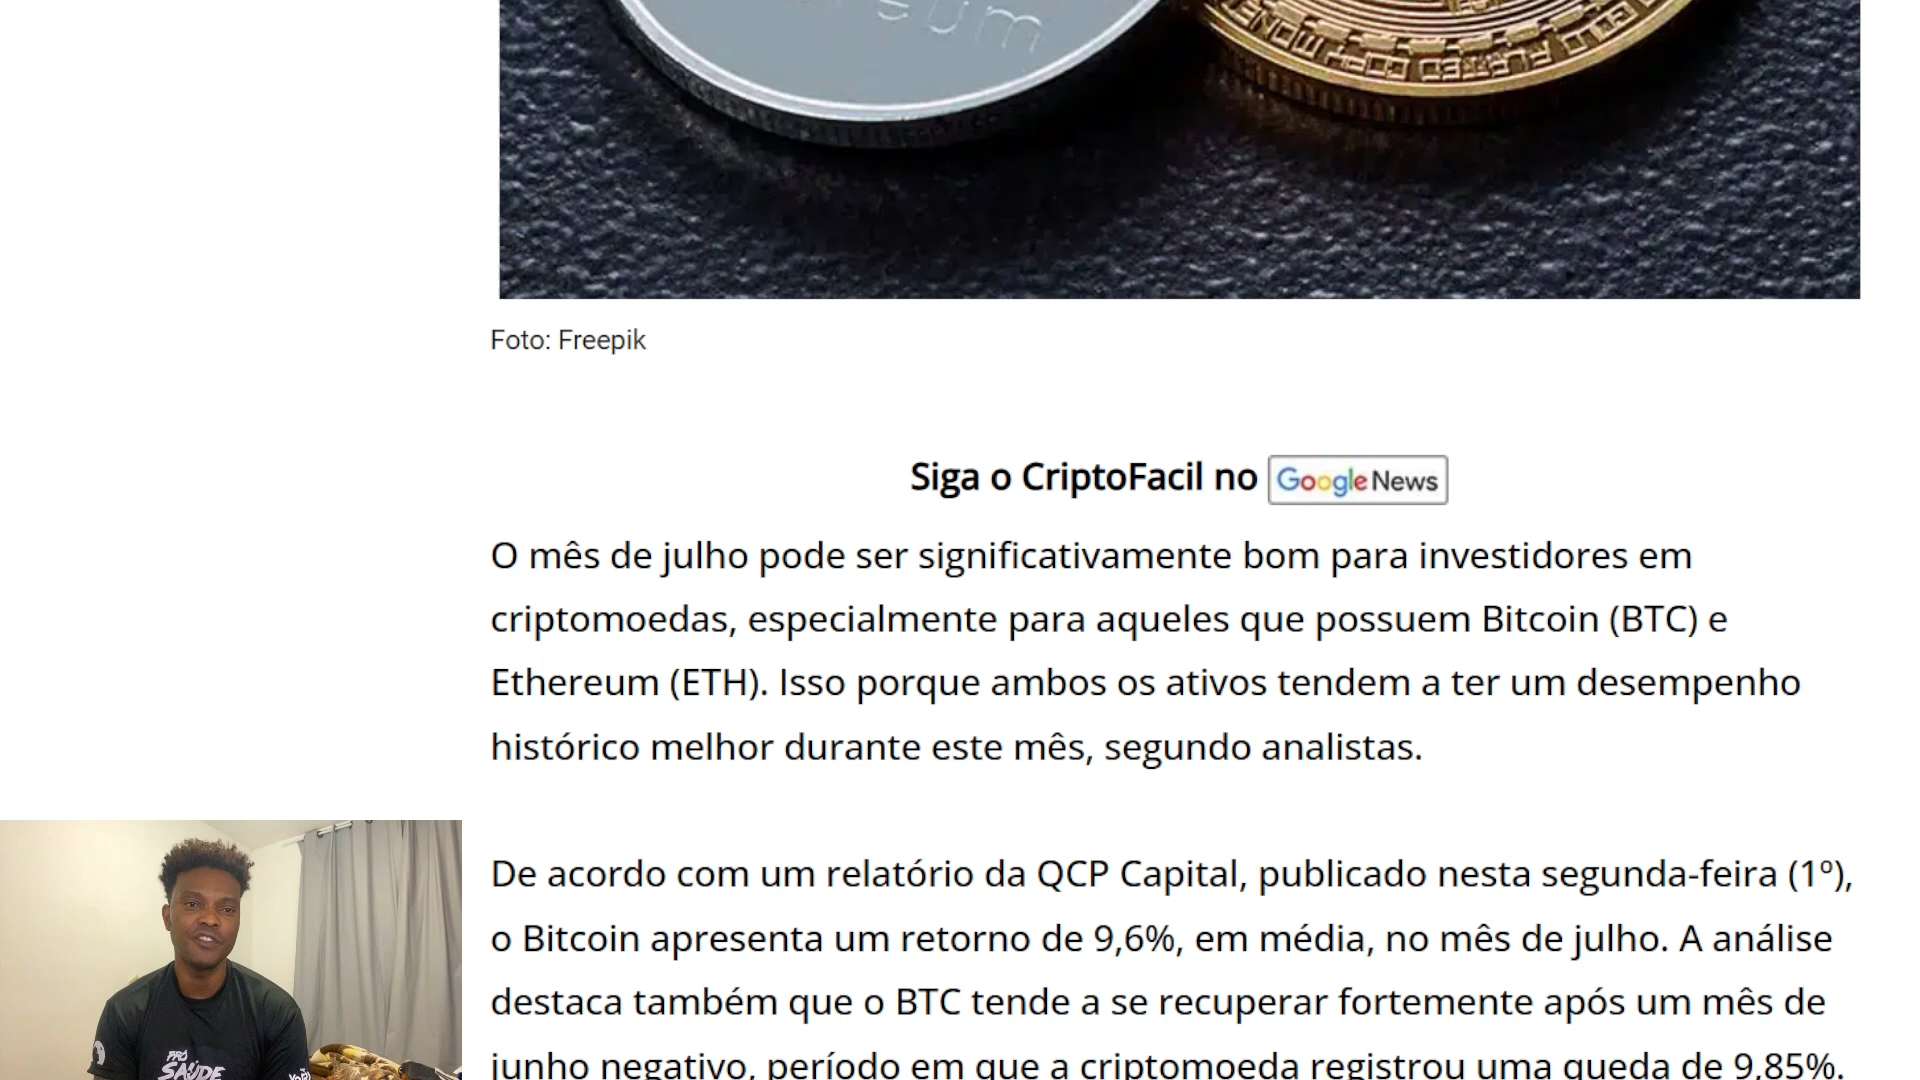 Foto: Freepik
Siga o CriptoFacil no Google News
O mês de julho pode ser significativamente bom para investidores em
criptomoedas, especialmente para aqueles que possuem Bitcoin (BTC) e
Ethereum (ETH). Isso porque ambos os ativos tendem a ter um desempenho
histórico melhor durante este mês, segundo analistas.
De acordo com um relatório da QCP Capital, publicado nesta segunda-feira (1º),
o Bitcoin apresenta um retorno de 9,6%, em média, no mês de julho. A análise
destaca também que o BTC tende a se recuperar fortemente após um mês de
junho negativo, período em que a criptomoeda registrou uma queda de 9,85%.
PRÓ
SAÚDE